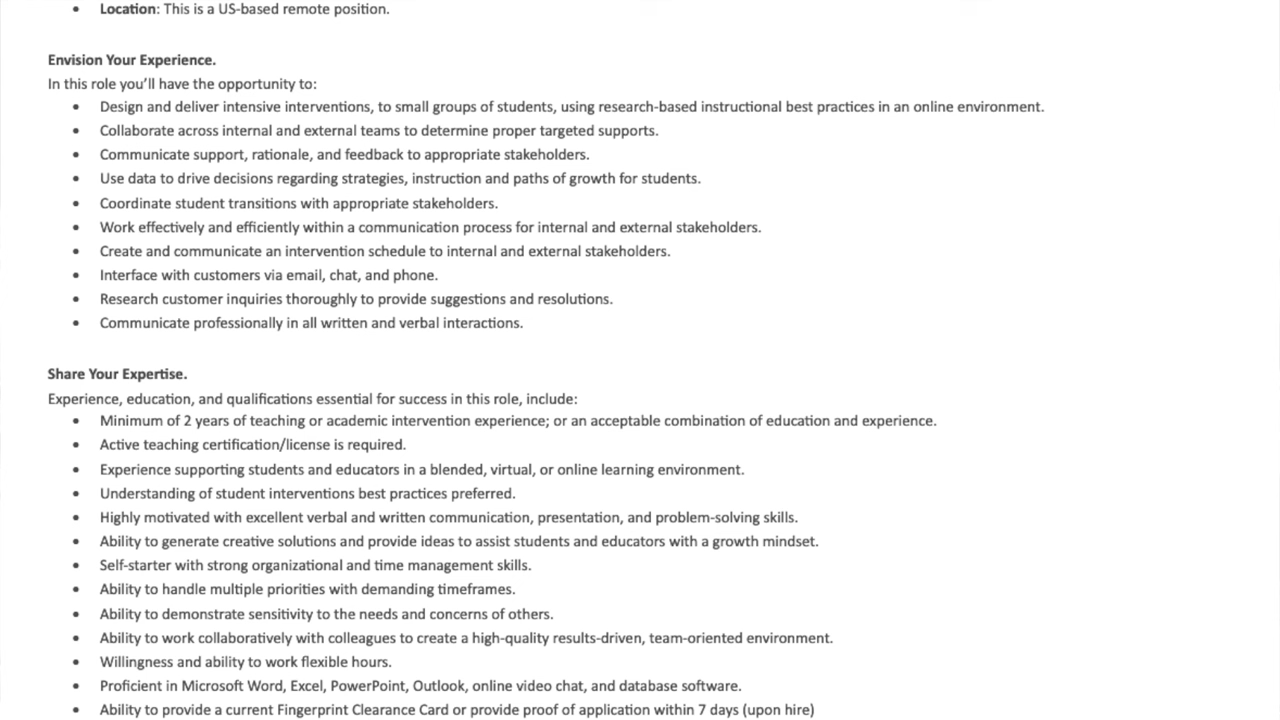 • Location: This is a US-based remote position.
Envision Your Experience.
In this role you'll have the opportunity to:
• Design and deliver intensive interventions, to small groups of students, using research-based instructional best practices in an online environment.
• Collaborate across internal and external teams to determine proper targeted supports.
• Communicate support, rationale, and feedback to appropriate stakeholders.
• Use data to drive decisions regarding strategies, instruction and paths of growth for students.
• Coordinate student transitions with appropriate stakeholders.
• Work effectively and efficiently within a communication process for internal and external stakeholders.
• Create and communicate an intervention schedule to internal and external stakeholders.
• Interface with customers via email, chat, and phone.
• Research customer inquiries thoroughly to provide suggestions and resolutions.
• Communicate professionally in all written and verbal interactions.
Share Your Expertise.
Experience, education, and qualifications essential for success in this role, include:
• Minimum of 2 years of teaching or academic intervention experience; or an acceptable combination of education and experience.
• Active teaching certification/license is required.
• Experience supporting students and educators in a blended, virtual, or online learning environment.
• Understanding of student interventions best practices preferred.
• Highly motivated with excellent verbal and written communication, presentation, and problem-solving skills.
• Ability to generate creative solutions and provide ideas to assist students and educators with a growth mindset.
• Self-starter with strong organizational and time management skills.
• Ability to handle multiple priorities with demanding timeframes.
• Ability to demonstrate sensitivity to the needs and concerns of others.
• Ability to work collaboratively with colleagues to create a high-quality results-driven, team-oriented environment.
• Willingness and ability to work flexible hours.
• Proficient in Microsoft Word, Excel, PowerPoint, Outlook, online video chat, and database software.
• Ability to provide a current Fingerprint Clearance Card or provide proof of application within 7 days (upon hire)